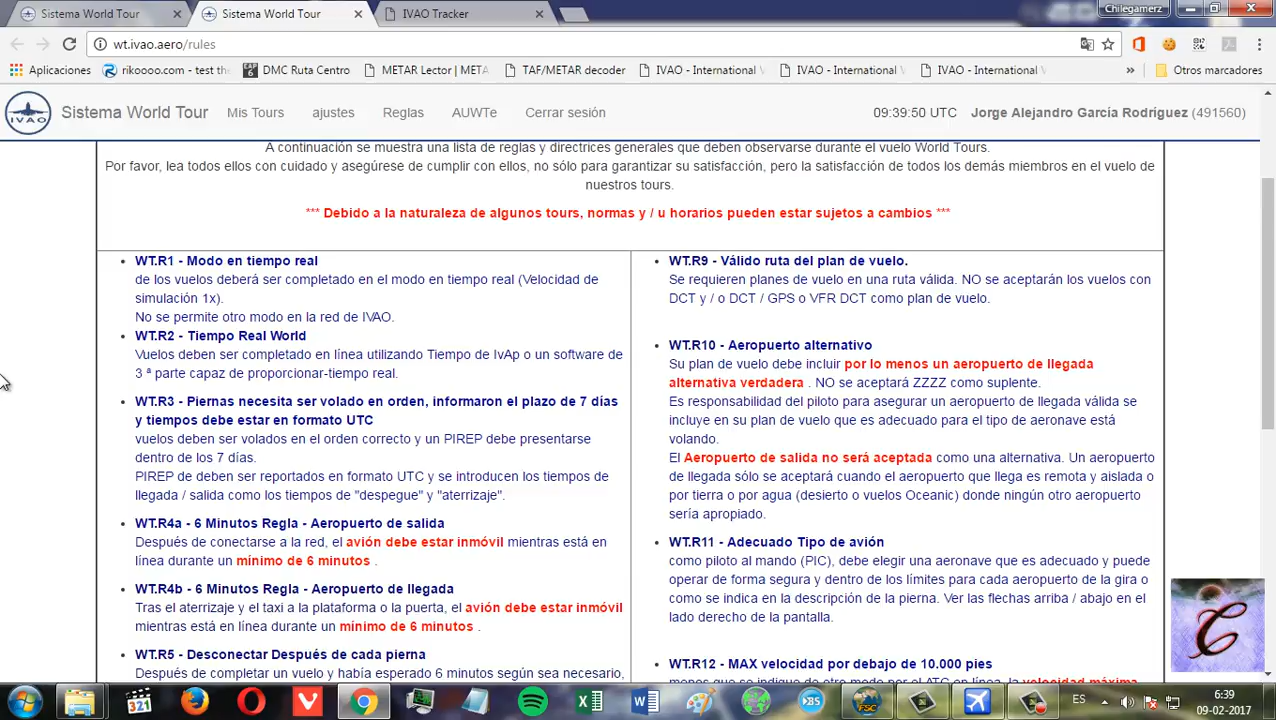 Sistema World Tour
Sistema World Tour
IVAO Tracker
Chilegamerz
wt.ivao.aero/rules
Aplicaciones
rikoooo.com - test the
DMC Ruta Centro
METAR Lector | META
TAF/METAR decoder
IVAO - International V
IVAO - International V
IVAO - International V
»
Otros marcadores
IVAO
Sistema World Tour
Mis Tours
ajustes
Reglas
AUWTe
Cerrar sesión
09:39:50 UTC
Jorge Alejandro García Rodríguez (491560)
A continuación se muestra una lista de reglas y directrices generales que deben observarse durante el vuelo World Tours.
Por favor, lea todos ellos con cuidado y asegúrese de cumplir con ellos, no sólo para garantizar su satisfacción, pero la satisfacción de todos los demás miembros en el vuelo de
nuestros tours.
*** Debido a la naturaleza de algunos tours, normas y / u horarios pueden estar sujetos a cambios ***
• WT.R1 - Modo en tiempo real
de los vuelos deberá ser completado en el modo en tiempo real (Velocidad de
simulación 1x).
No se permite otro modo en la red de IVAO.
• WT.R2 - Tiempo Real World
Vuelos deben ser completado en línea utilizando Tiempo de IvAp o un software de
3 ª parte capaz de proporcionar-tiempo real.
• WT.R3 - Piernas necesita ser volado en orden, informaron el plazo de 7 días
y tiempos debe estar en formato UTC
vuelos deben ser volados en el orden correcto y un PIREP debe presentarse
dentro de los 7 días.
PIREP de deben ser reportados en formato UTC y se introducen los tiempos de
llegada / salida como los tiempos de "despegue" y "aterrizaje".
• WT.R4a - 6 Minutos Regla - Aeropuerto de salida
Después de conectarse a la red, el avión debe estar inmóvil mientras está en
línea durante un mínimo de 6 minutos .
• WT.R4b - 6 Minutos Regla - Aeropuerto de llegada
Tras el aterrizaje y el taxi a la plataforma o la puerta, el avión debe estar inmóvil
mientras está en línea durante un mínimo de 6 minutos .
• WT.R5 - Desconectar Después de cada pierna
Después de completar un vuelo y había esperado 6 minutos según sea necesario,
• WT.R9 - Válido ruta del plan de vuelo.
Se requieren planes de vuelo en una ruta válida. NO se aceptarán los vuelos con
DCT y / o DCT / GPS o VFR DCT como plan de vuelo.
• WT.R10 - Aeropuerto alternativo
Su plan de vuelo debe incluir por lo menos un aeropuerto de llegada
alternativa verdadera . NO se aceptará ZZZZ como suplente.
Es responsabilidad del piloto para asegurar un aeropuerto de llegada válida se
incluye en su plan de vuelo que es adecuado para el tipo de aeronave está
volando.
El Aeropuerto de salida no será aceptada como una alternativa. Un aeropuerto
de llegada sólo se aceptará cuando el aeropuerto que llega es remota y aislada o
por tierra o por agua (desierto o vuelos Oceanic) donde ningún otro aeropuerto
sería apropiado.
• WT.R11 - Adecuado Tipo de avión
como piloto al mando (PIC), debe elegir una aeronave que es adecuado y puede
operar de forma segura y dentro de los límites para cada aeropuerto de la gira o
como se indica en la descripción de la pierna. Ver las flechas arriba / abajo en el
lado derecho de la pantalla.
• WT.R12 - MAX velocidad por debajo de 10.000 pies
menos que se indique de otro modo por el ATC en línea, la velocidad máxima
321
FSC
ES
6:39
09-02-2017